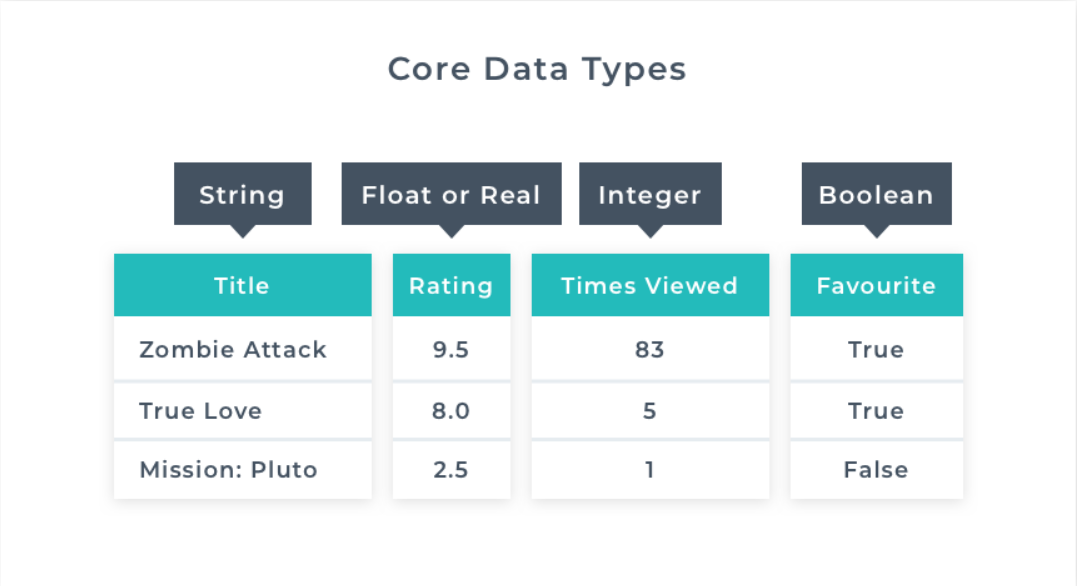 Core Data Types
String Float or Real Integer Boolean
Title Rating Times Viewed Favourite
Zombie Attack 9.5 83 True
True Love 8.0 5 True
Mission: Pluto 2.5 1 False